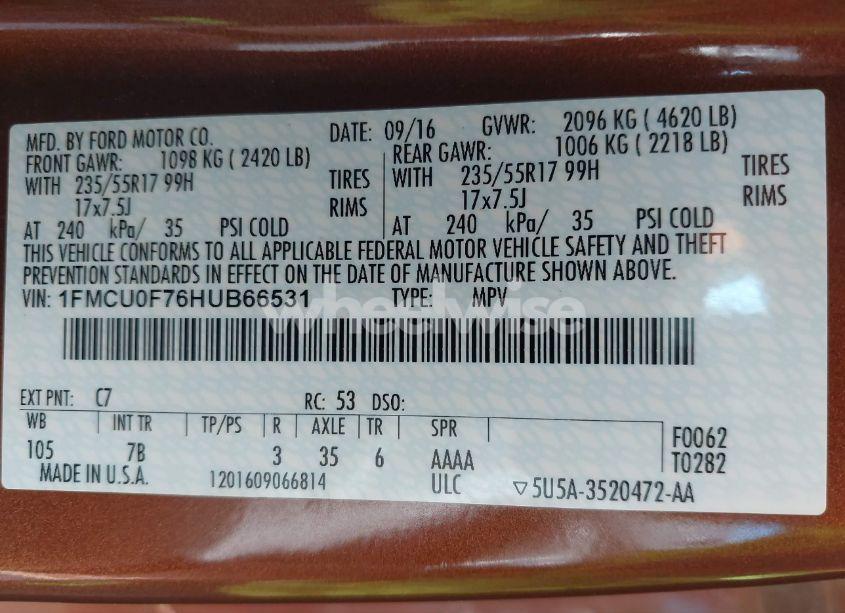 MFD. BY FORD MOTOR CO. DATE: 09/16 GVWR: 2096 KG ( 4620 LB)
FRONT GAWR: 1098 KG ( 2420 LB) REAR GAWR: 1006 KG ( 2218 LB)
WITH 235/55R17 99H TIRES WITH 235/55R17 99H TIRES
17x7.5J RIMS 17x7.5J RIMS
AT 240 kPa/ 35 PSI COLD AT 240 kPa/ 35 PSI COLD
THIS VEHICLE CONFORMS TO ALL APPLICABLE FEDERAL MOTOR VEHICLE SAFETY AND THEFT
PREVENTION STANDARDS IN EFFECT ON THE DATE OF MANUFACTURE SHOWN ABOVE.
VIN: 1FMCU0F76HUB66531 TYPE: MPV
wheelwise
EXT PNT: C7 RC: 53 DSO:
WB INT TR TP/PS R AXLE TR SPR
105 7B 3 35 6 AAAA
F0062
T0282
MADE IN U.S.A. 1201609066814 ULC ▽5U5A-3520472-AA